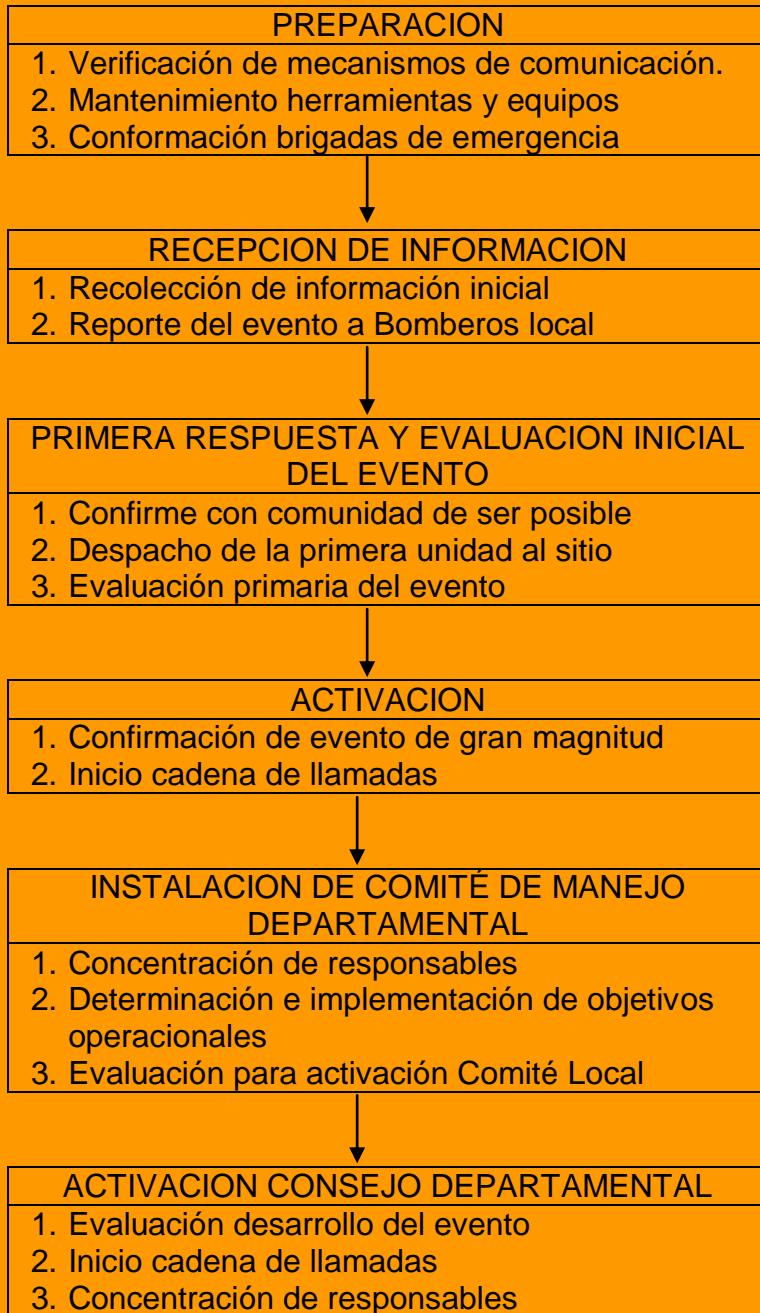 PREPARACION
1. Verificación de mecanismos de comunicación.
2. Mantenimiento herramientas y equipos
3. Conformación brigadas de emergencia
RECEPCION DE INFORMACION
1. Recolección de información inicial
2. Reporte del evento a Bomberos local
PRIMERA RESPUESTA Y EVALUACION INICIAL
DEL EVENTO
1. Confirme con comunidad de ser posible
2. Despacho de la primera unidad al sitio
3. Evaluación primaria del evento
ACTIVACION
1. Confirmación de evento de gran magnitud
2. Inicio cadena de llamadas
INSTALACION DE COMITÉ DE MANEJO
DEPARTAMENTAL
1. Concentración de responsables
2. Determinación e implementación de objetivos
operacionales
3. Evaluación para activación Comité Local
ACTIVACION CONSEJO DEPARTAMENTAL
1. Evaluación desarrollo del evento
2. Inicio cadena de llamadas
3. Concentración de responsables